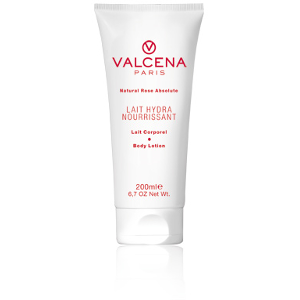 VALCENA
PARIS
Natural Rose Absolute
LAIT HYDRA
NOURRISSANT
Lait Corporel
Body Lotion
200ml e
6,7 OZ Net Wt.